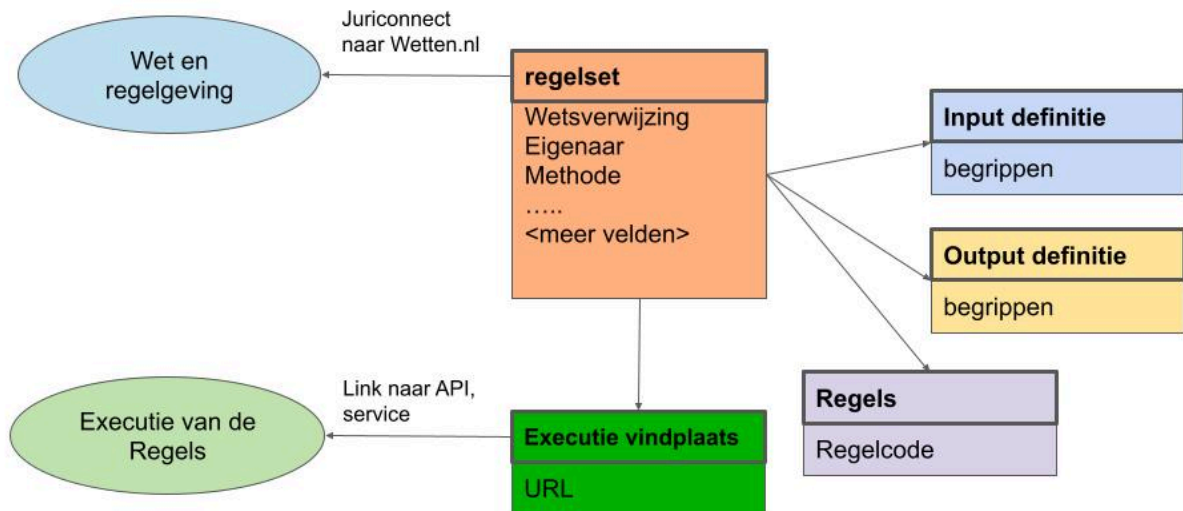 Juriconnect
naar Wetten.nl
Wet en
regelgeving
regelset
Wetsverwijzing
Eigenaar
Methode
.....
<meer velden>
Input definitie
begrippen
Output definitie
begrippen
Regels
Regelcode
Link naar API,
service
Executie van de
Regels
Executie vindplaats
URL